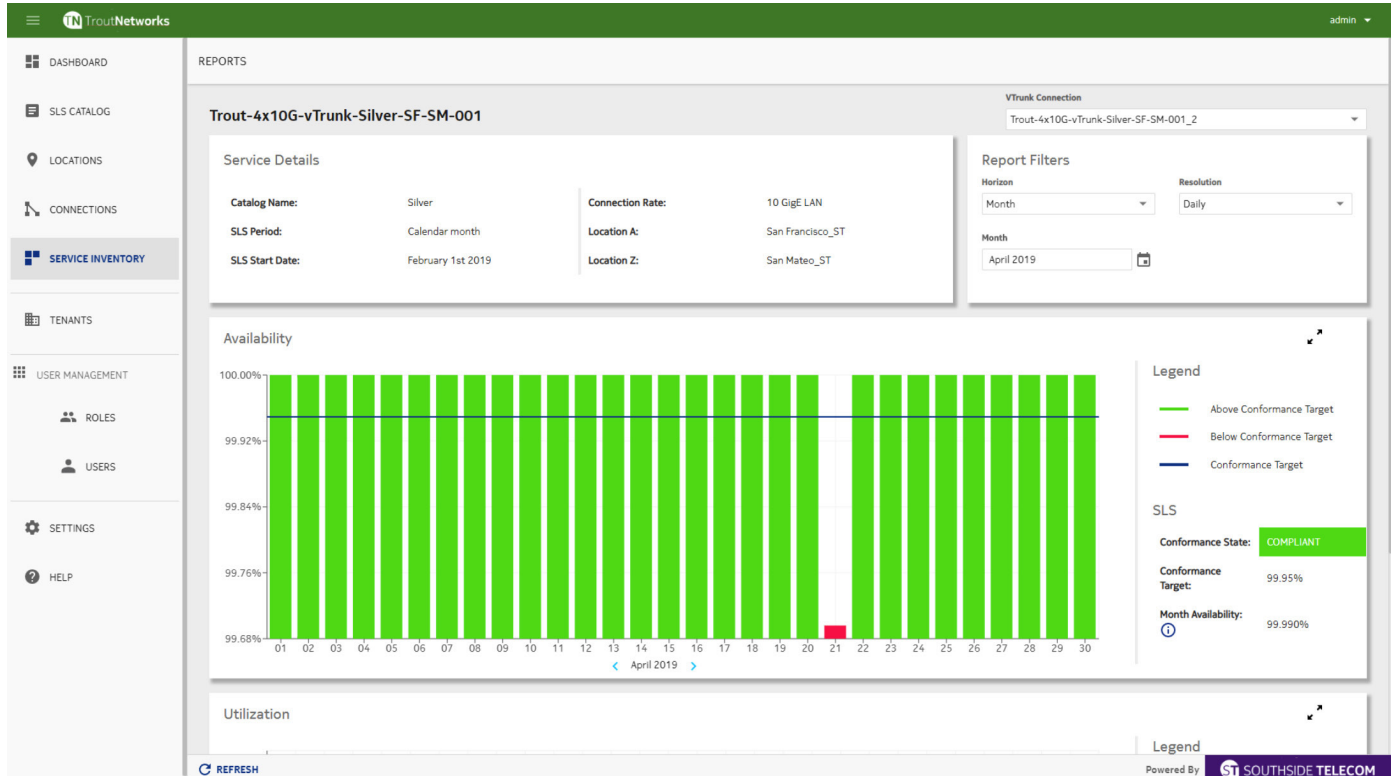 TN TroutNetworks
admin
DASHBOARD
SLS CATALOG
LOCATIONS
CONNECTIONS
SERVICE INVENTORY
TENANTS
USER MANAGEMENT
ROLES
USERS
SETTINGS
HELP
REPORTS
Trout-4x10G-vTrunk-Silver-SF-SM-001
VTrunk Connection
Trout-4x10G-vTrunk-Silver-SF-SM-001_2
Service Details
Catalog Name: Silver Connection Rate: 10 GigE LAN
SLS Period: Calendar month Location A: San Francisco_ST
SLS Start Date: February 1st 2019 Location Z: San Mateo_ST
Report Filters
Horizon Resolution
Month Daily
Month
April 2019
Availability
100.00%
99.92%
99.84%
99.76%
99.68%
01 02 03 04 05 06 07 08 09 10 11 12 13 14 15 16 17 18 19 20 21 22 23 24 25 26 27 28 29 30
< April 2019 >
Legend
Above Conformance Target
Below Conformance Target
Conformance Target
SLS
Conformance State: COMPLIANT
Conformance
Target: 99.95%
Month Availability:
99.990%
Utilization
Legend
REFRESH
Powered By ST SOUTHSIDE TELECOM